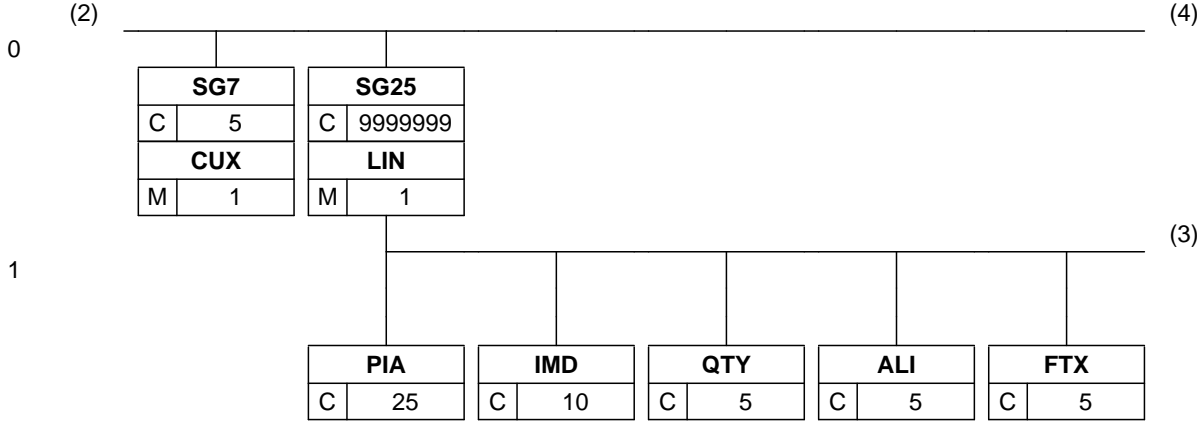 (2) (4)
0
SG7 SG25
C 5 C 9999999
CUX LIN
M 1 M 1
(3)
1
PIA IMD QTY ALI FTX
C 25 C 10 C 5 C 5 C 5